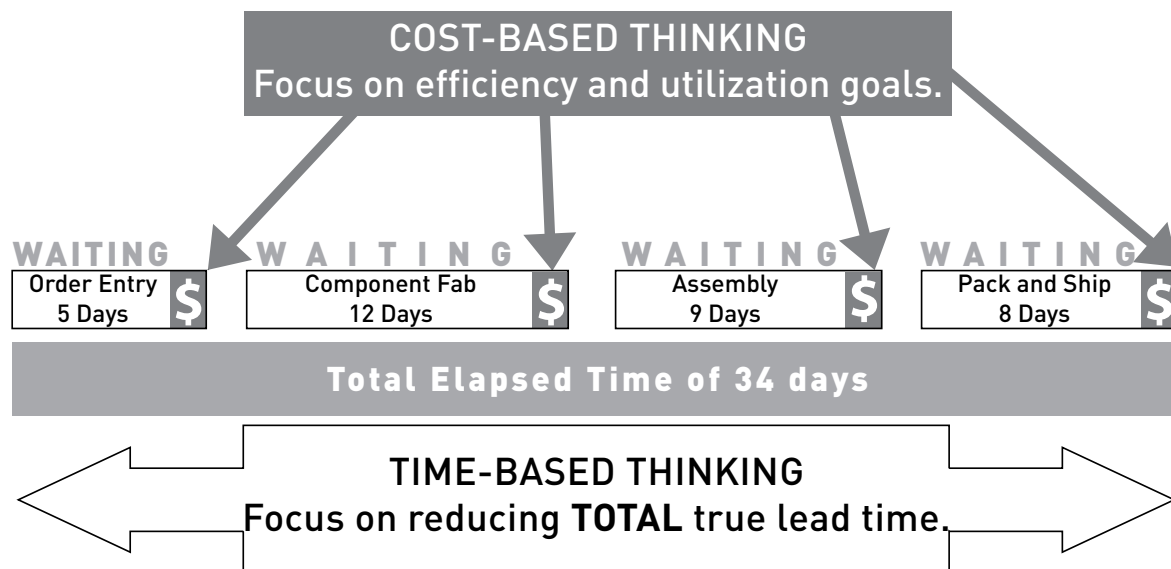 COST-BASED THINKING
Focus on efficiency and utilization goals.
WAITING
WAITING
WAITING
WAITING
Order Entry
5 Days
$
Component Fab
12 Days
$
Assembly
9 Days
$
Pack and Ship
8 Days
$
Total Elapsed Time of 34 days
TIME-BASED THINKING
Focus on reducing TOTAL true lead time.